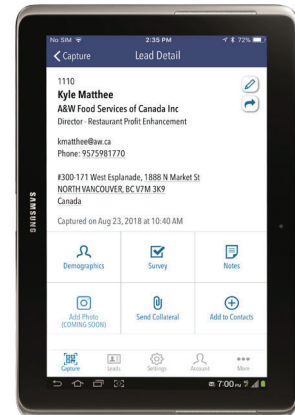 No SIM 2:35 PM 72%
Capture Lead Detail
1110
Kyle Matthee
A&W Food Services of Canada Inc
Director - Restaurant Profit Enhancement
kmatthee@aw.ca
Phone: 9575981770
#300-171 West Esplanade, 1888 N Market St
NORTH VANCOUVER, BC V7M 3K9
Canada
Captured on Aug 23, 2018 at 10:40 AM
Demographics Survey Notes
Add Photo Send Collateral Add to Contacts
(COMING SOON)
Capture Leads Settings Account More
7:00 PM
SAMSUNG